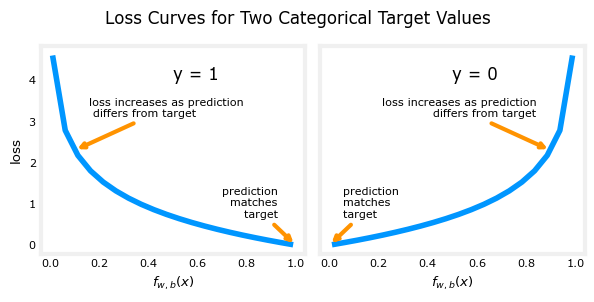 Loss Curves for Two Categorical Target Values
y = 1
loss increases as prediction
differs from target
prediction
matches
target
loss
4
3
2
1
0
0.0 0.2 0.4 0.6 0.8 1.0
f_{w, b}(x)
y = 0
loss increases as prediction
differs from target
prediction
matches
target
0.0 0.2 0.4 0.6 0.8 1.0
f_{w, b}(x)